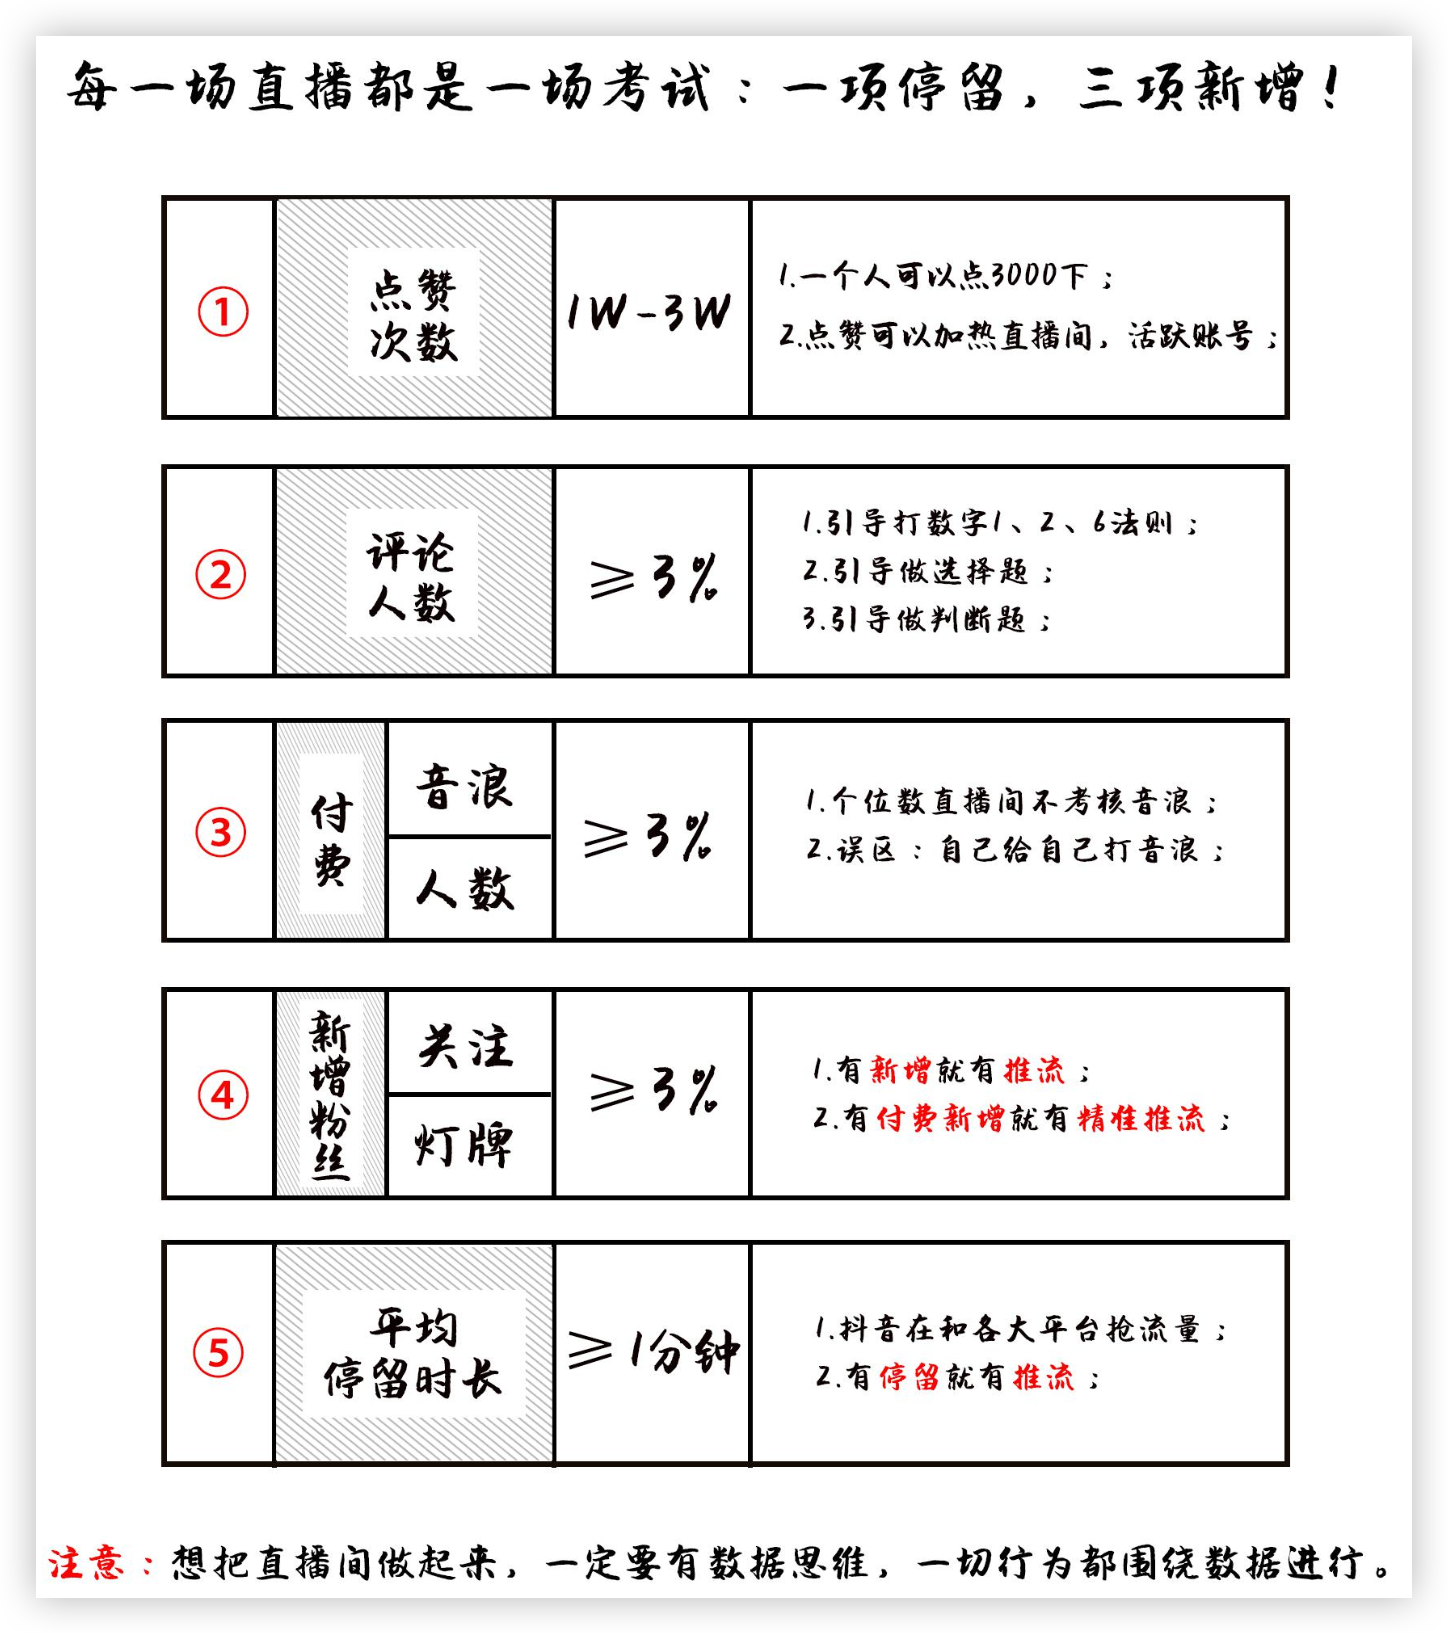 每一场直播都是一场考试：一项停留，三项新增！
①
点赞
次数
1W-3W
1.一个人可以点3000下；
2.点赞可以加热直播间，活跃账号；
②
评论
人数
≥3%
1.引导打数字1、2、6法则；
2.引导做选择题；
3.引导做判断题；
③
付
费
音浪
人数
≥3%
1.个位数直播间不考核音浪；
2.误区：自己给自己打音浪；
④
新
增
粉
丝
关注
灯牌
≥3%
1.有新增就有推流；
2.有付费新增就有精准推流；
⑤
平均
停留时长
≥1分钟
1.抖音在和各大平台抢流量；
2.有停留就有推流；
注意：想把直播间做起来，一定要有数据思维，一切行为都围绕数据进行。